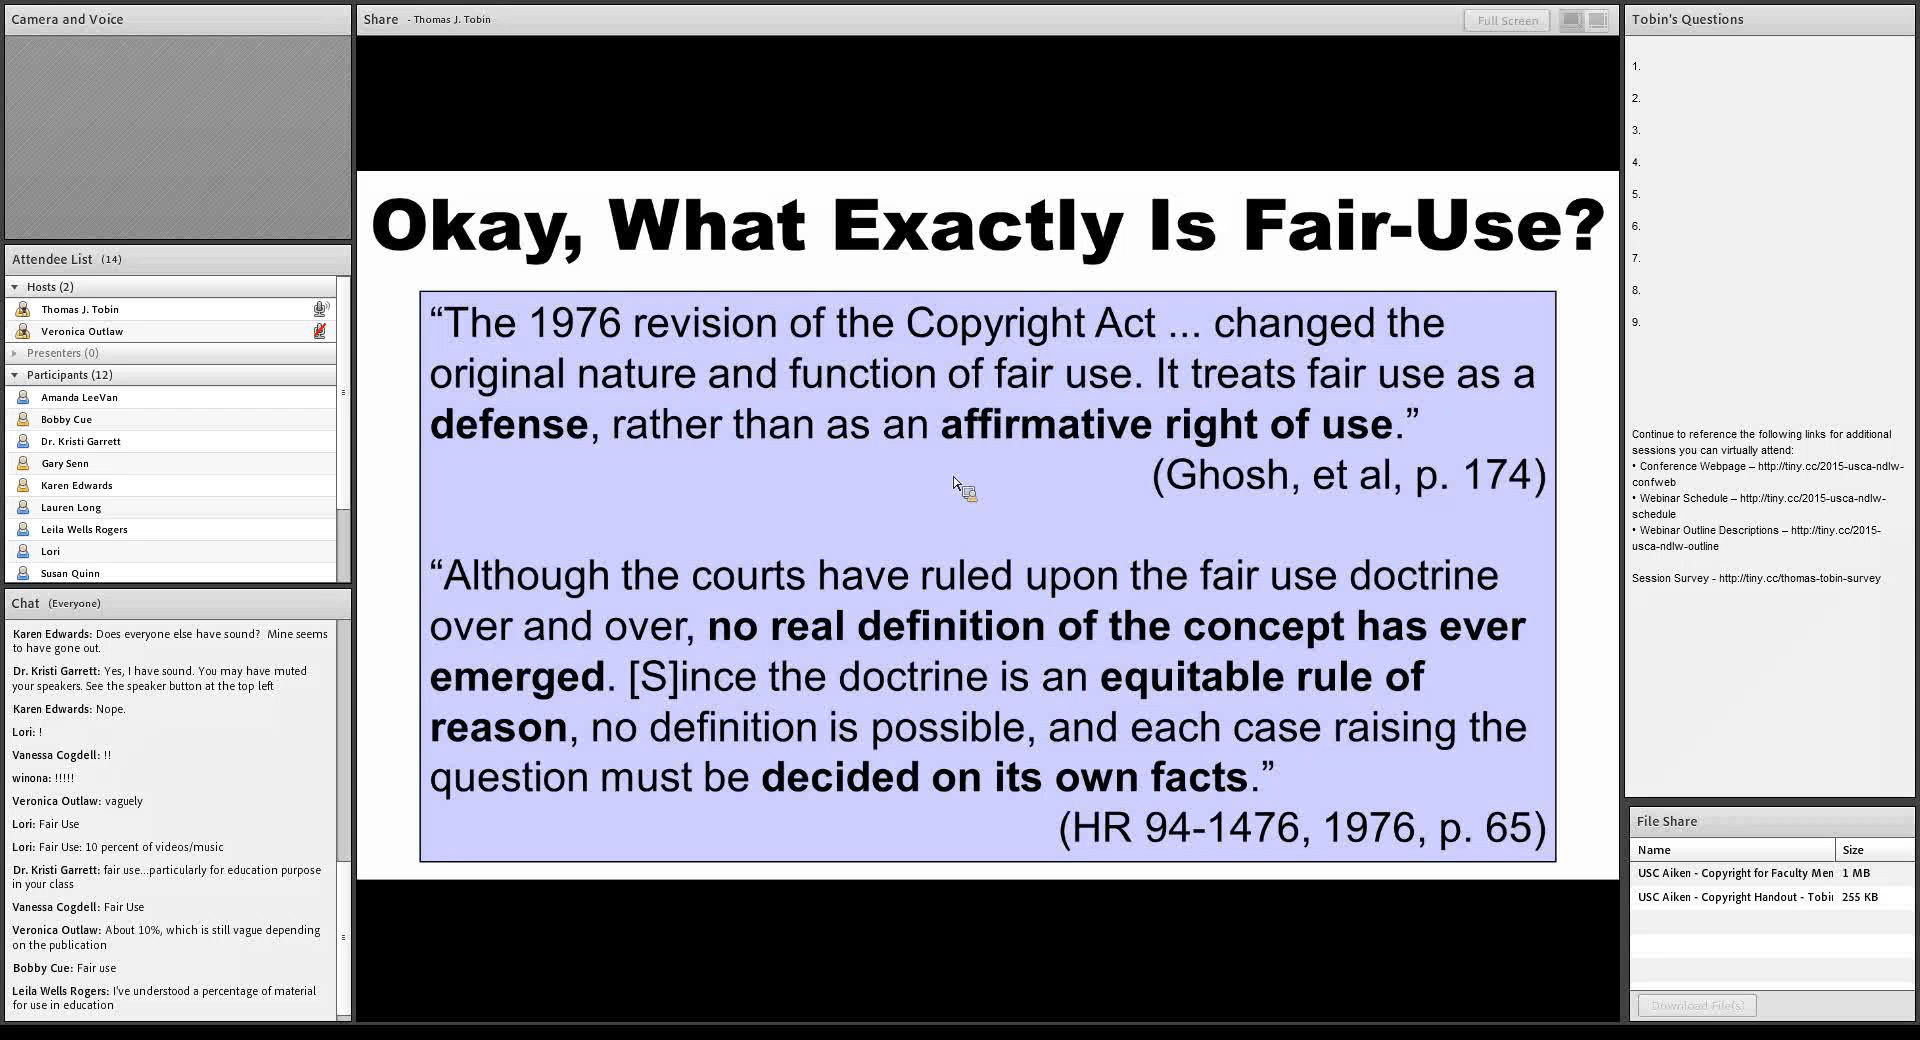 Camera and Voice
Share - Thomas J. Tobin
Full Screen
Tobin's Questions
Attendee List (14)
Hosts (2)
Thomas J. Tobin
Veronica Outlaw
Presenters (0)
Participants (12)
Amanda LeeVan
Bobby Cue
Dr. Kristi Garrett
Gary Senn
Karen Edwards
Lauren Long
Leila Wells Rogers
Lori
Susan Quinn
Chat (Everyone)
Karen Edwards: Does everyone else have sound? Mine seems
to have gone out.
Dr. Kristi Garrett: Yes, I have sound. You may have muted
your speakers. See the speaker button at the top left
Karen Edwards: Nope.
Lori: !
Vanessa Cogdell: !!
winona: !!!!!
Veronica Outlaw: vaguely
Lori: Fair Use
Lori: Fair Use: 10 percent of videos/music
Dr. Kristi Garrett: fair use...particularly for education purpose
in your class
Vanessa Cogdell: Fair Use
Veronica Outlaw: About 10%, which is still vague depending
on the publication
Bobby Cue: Fair use
Leila Wells Rogers: I've understood a percentage of material
for use in education
Okay, What Exactly Is Fair-Use?
“The 1976 revision of the Copyright Act ... changed the
original nature and function of fair use. It treats fair use as a
defense, rather than as an affirmative right of use.”
(Ghosh, et al, p. 174)
“Although the courts have ruled upon the fair use doctrine
over and over, no real definition of the concept has ever
emerged. [S]ince the doctrine is an equitable rule of
reason, no definition is possible, and each case raising the
question must be decided on its own facts.”
(HR 94-1476, 1976, p. 65)
1.
2.
3.
4.
5.
6.
7.
8.
9.
Continue to reference the following links for additional
sessions you can virtually attend:
• Conference Webpage – http://tiny.cc/2015-usca-ndlw-
confweb
• Webinar Schedule – http://tiny.cc/2015-usca-ndlw-
schedule
• Webinar Outline Descriptions – http://tiny.cc/2015-
usca-ndlw-outline
Session Survey - http://tiny.cc/thomas-tobin-survey
File Share
Name Size
USC Aiken - Copyright for Faculty Men 1 MB
USC Aiken - Copyright Handout - Tobin 255 KB
Download File(s)